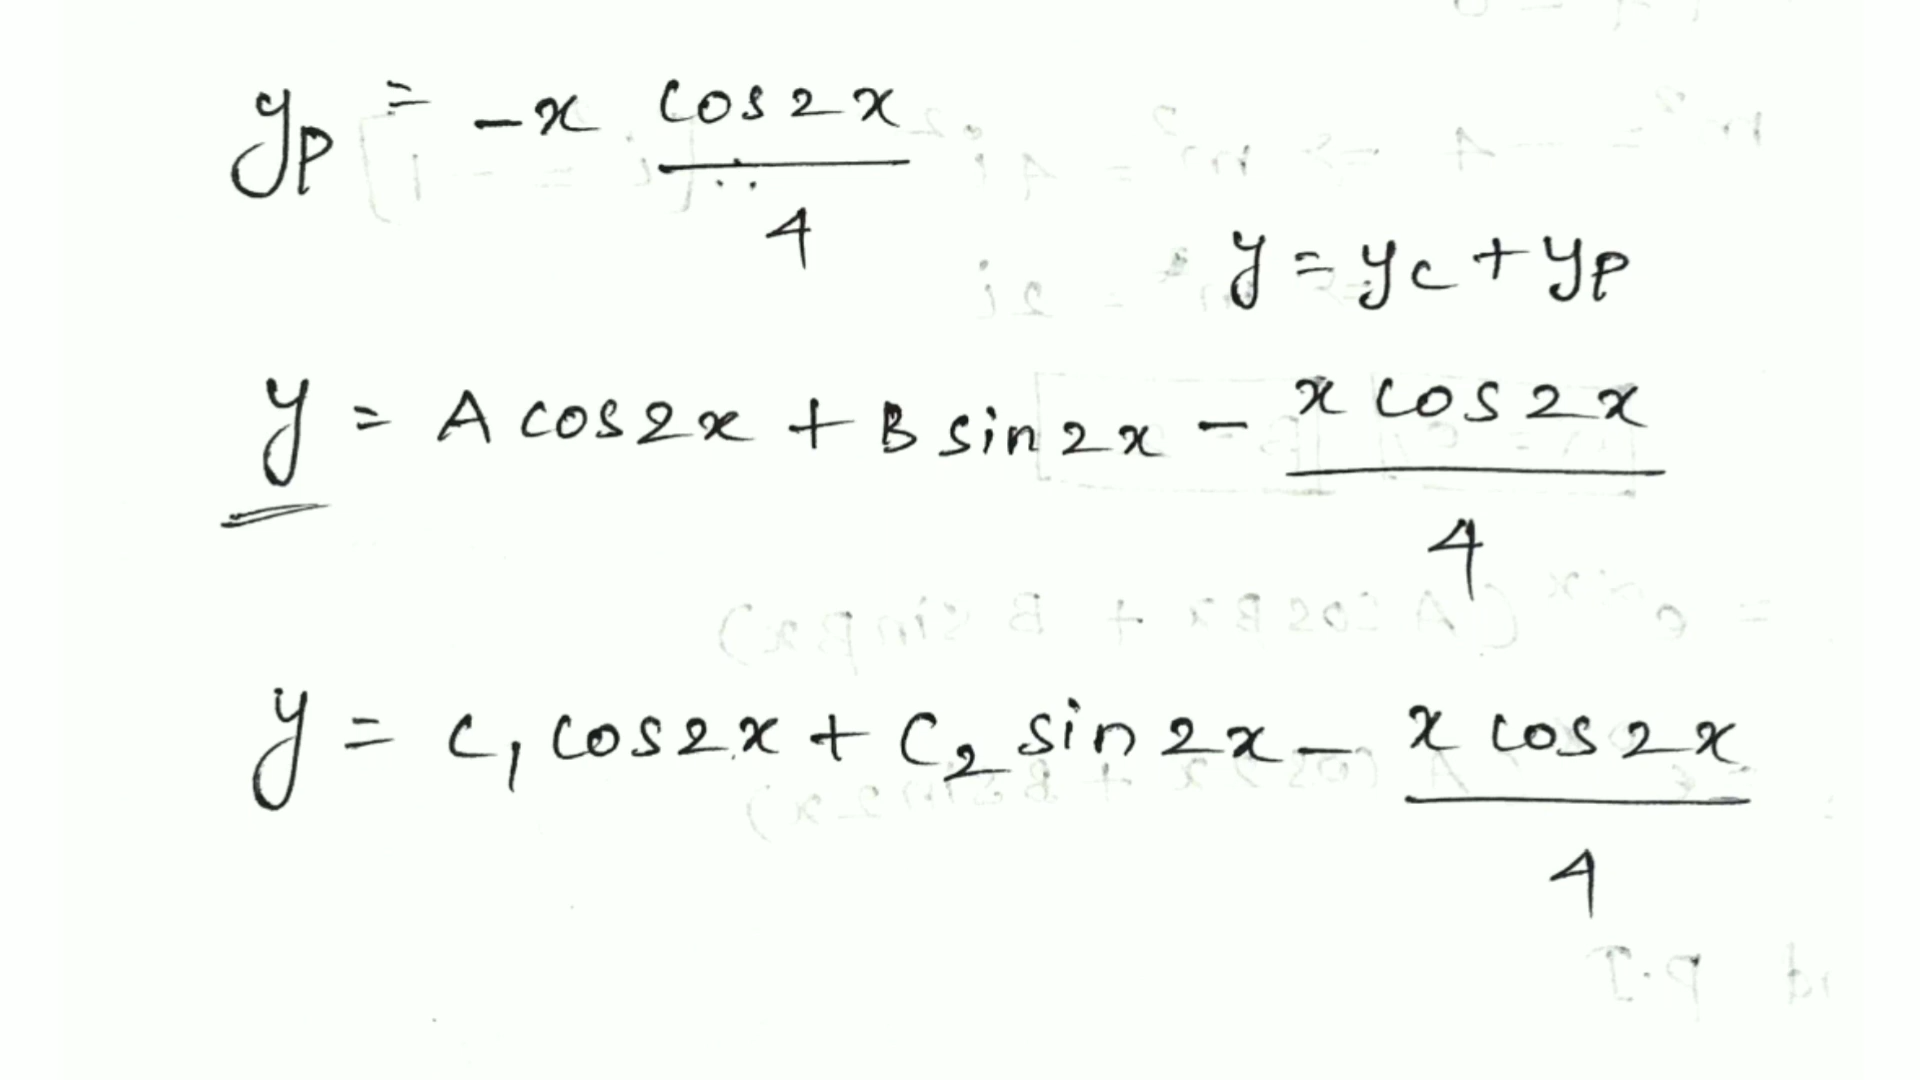 yp = -x cos2x / 4
y = yc + yp
y = A cos2x + B sin2x - x cos2x / 4
y = C₁ cos2x + C₂ sin2x - x cos2x / 4